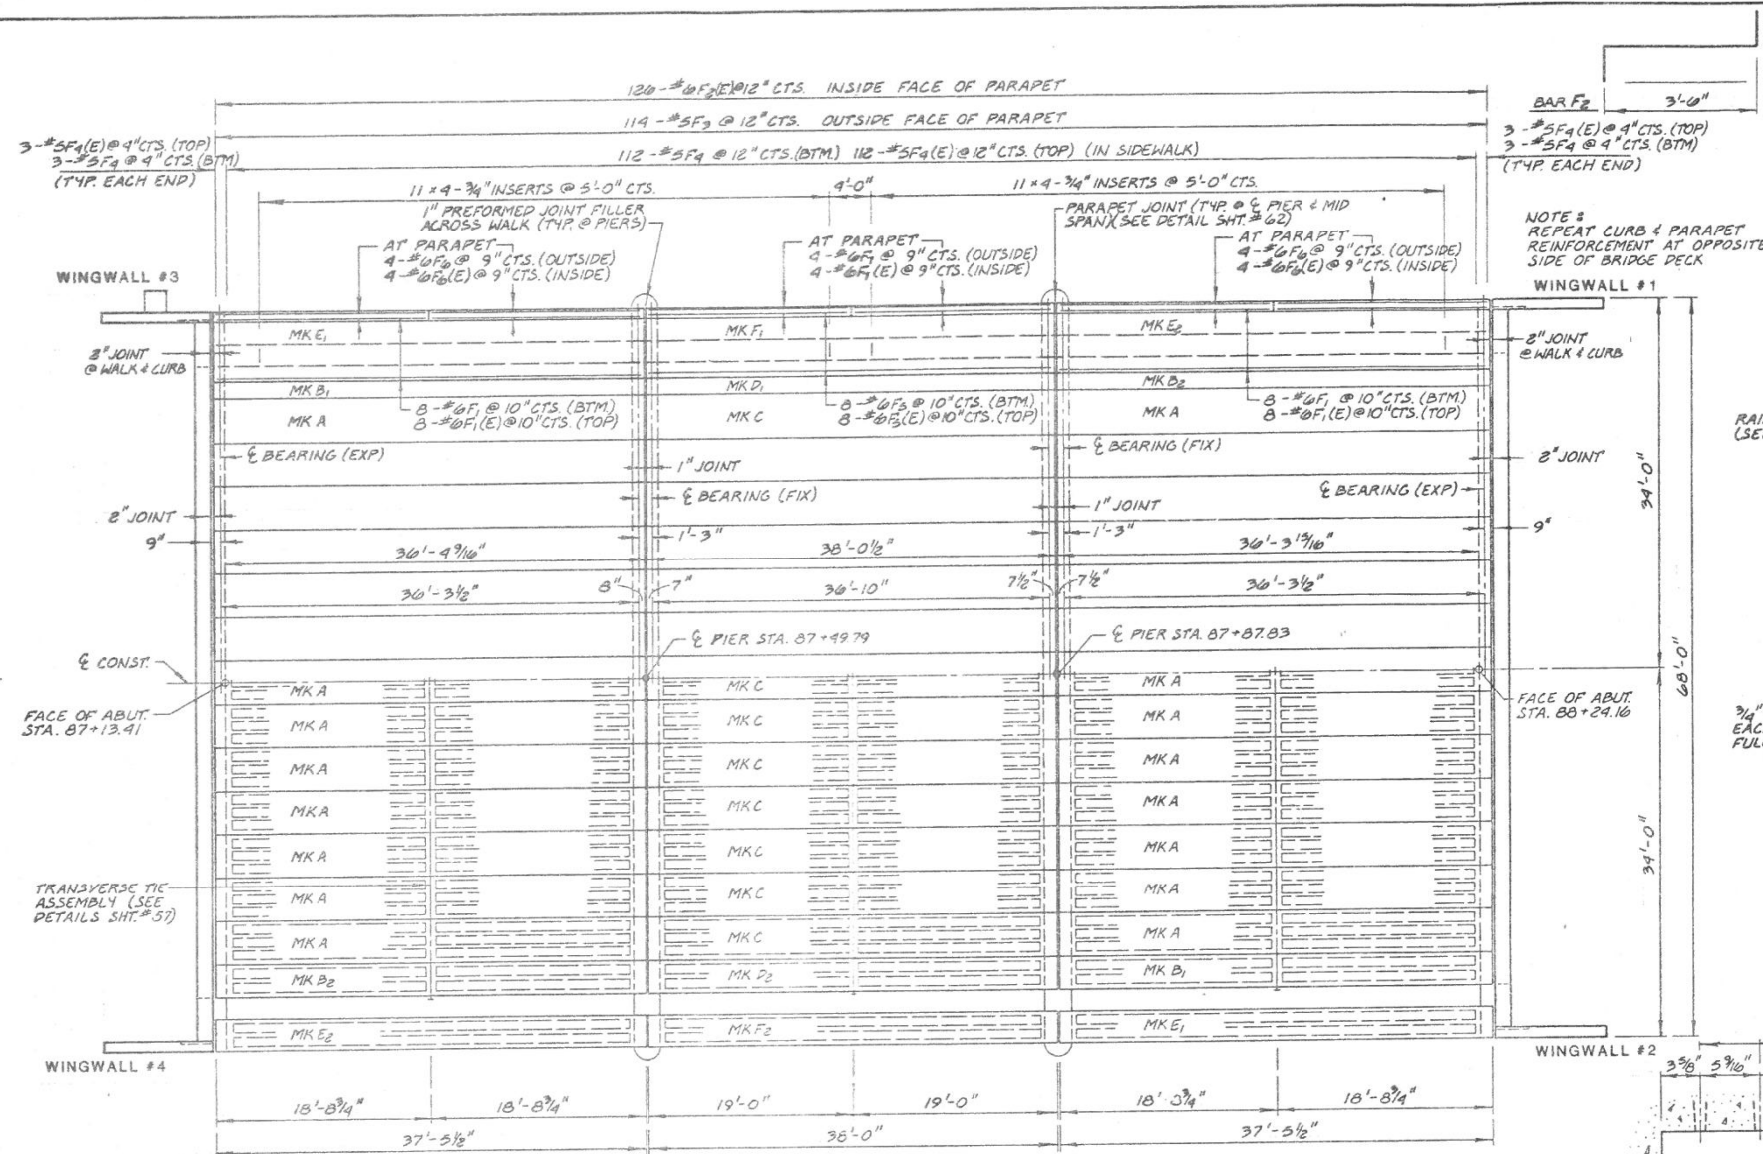 126-#6F2(E)@12" CTS. INSIDE FACE OF PARAPET
114-#5F3 @ 12" CTS. OUTSIDE FACE OF PARAPET
112-#5F4 @ 12" CTS.(BTM.) 112-#5F4(E)@12" CTS. (TOP) (IN SIDEWALK)
3-#5F4(E)@ 4" CTS. (TOP)
3-#5F4 @ 4" CTS. (BTM)
(TYP. EACH END)
BAR F2
3'-6"
3-#5F4(E)@ 4" CTS. (TOP)
3-#5F4 @ 4" CTS. (BTM)
(TYP. EACH END)
11 x 4-3/4" INSERTS @ 5'-0" CTS.
4'-0"
11 x 4-3/4" INSERTS @ 5'-0" CTS.
1" PREFORMED JOINT FILLER
ACROSS WALK (TYP. @ PIERS)
PARAPET JOINT (TYP. @ ℄ PIER & MID
SPAN)(SEE DETAIL SHT.#62)
NOTE:
REPEAT CURB & PARAPET
REINFORCEMENT AT OPPOSITE
SIDE OF BRIDGE DECK
AT PARAPET
4-#6F6 @ 9" CTS. (OUTSIDE)
4-#6F6(E)@ 9" CTS. (INSIDE)
AT PARAPET
4-#6F7 @ 9" CTS. (OUTSIDE)
4-#6F7(E)@ 9" CTS. (INSIDE)
AT PARAPET
4-#6F6 @ 9" CTS. (OUTSIDE)
4-#6F6(E)@ 9" CTS. (INSIDE)
WINGWALL #3
WINGWALL #1
MK E1
MK F1
MK E2
2" JOINT
@ WALK & CURB
2" JOINT
@ WALK & CURB
MK B1
MK D1
MK B2
8-#6F1 @ 10" CTS. (BTM.)
8-#6F1(E)@10" CTS. (TOP)
8-#6F5 @ 10" CTS. (BTM.)
8-#6F5(E)@10" CTS. (TOP)
8-#6F1 @ 10" CTS. (BTM)
8-#6F1(E)@10" CTS. (TOP)
MK A
MK C
MK A
℄ BEARING (EXP)
1" JOINT
℄ BEARING (FIX)
2" JOINT
℄ BEARING (FIX)
℄ BEARING (EXP)
2" JOINT
1" JOINT
9"
1'-3"
1'-3"
9"
34'-0"
36'-4 9/16"
38'-0 1/2"
36'-3 13/16"
36'-3 1/2"
8"
7"
36'-10"
7 1/2"
7 1/2"
36'-3 1/2"
℄ PIER STA. 87+49.79
℄ PIER STA. 87+87.83
℄ CONST.
68'-0"
FACE OF ABUT.
STA. 87+13.41
FACE OF ABUT.
STA. 88+24.16
MK A
MK C
MK A
MK A
MK C
MK A
MK A
MK C
MK A
MK A
MK C
MK A
MK A
MK C
MK A
34'-0"
TRANSVERSE TIE
ASSEMBLY (SEE
DETAILS SHT.#57)
MK A
MK C
MK A
MK A
MK C
MK A
MK B2
MK D2
MK B1
MK E2
MK F2
MK E1
WINGWALL #4
WINGWALL #2
3 5/8"
5 9/16"
18'-8 3/4"
18'-8 3/4"
19'-0"
19'-0"
18'-8 3/4"
37'-5 1/2"
38'-0"
37'-5 1/2"
3/4"